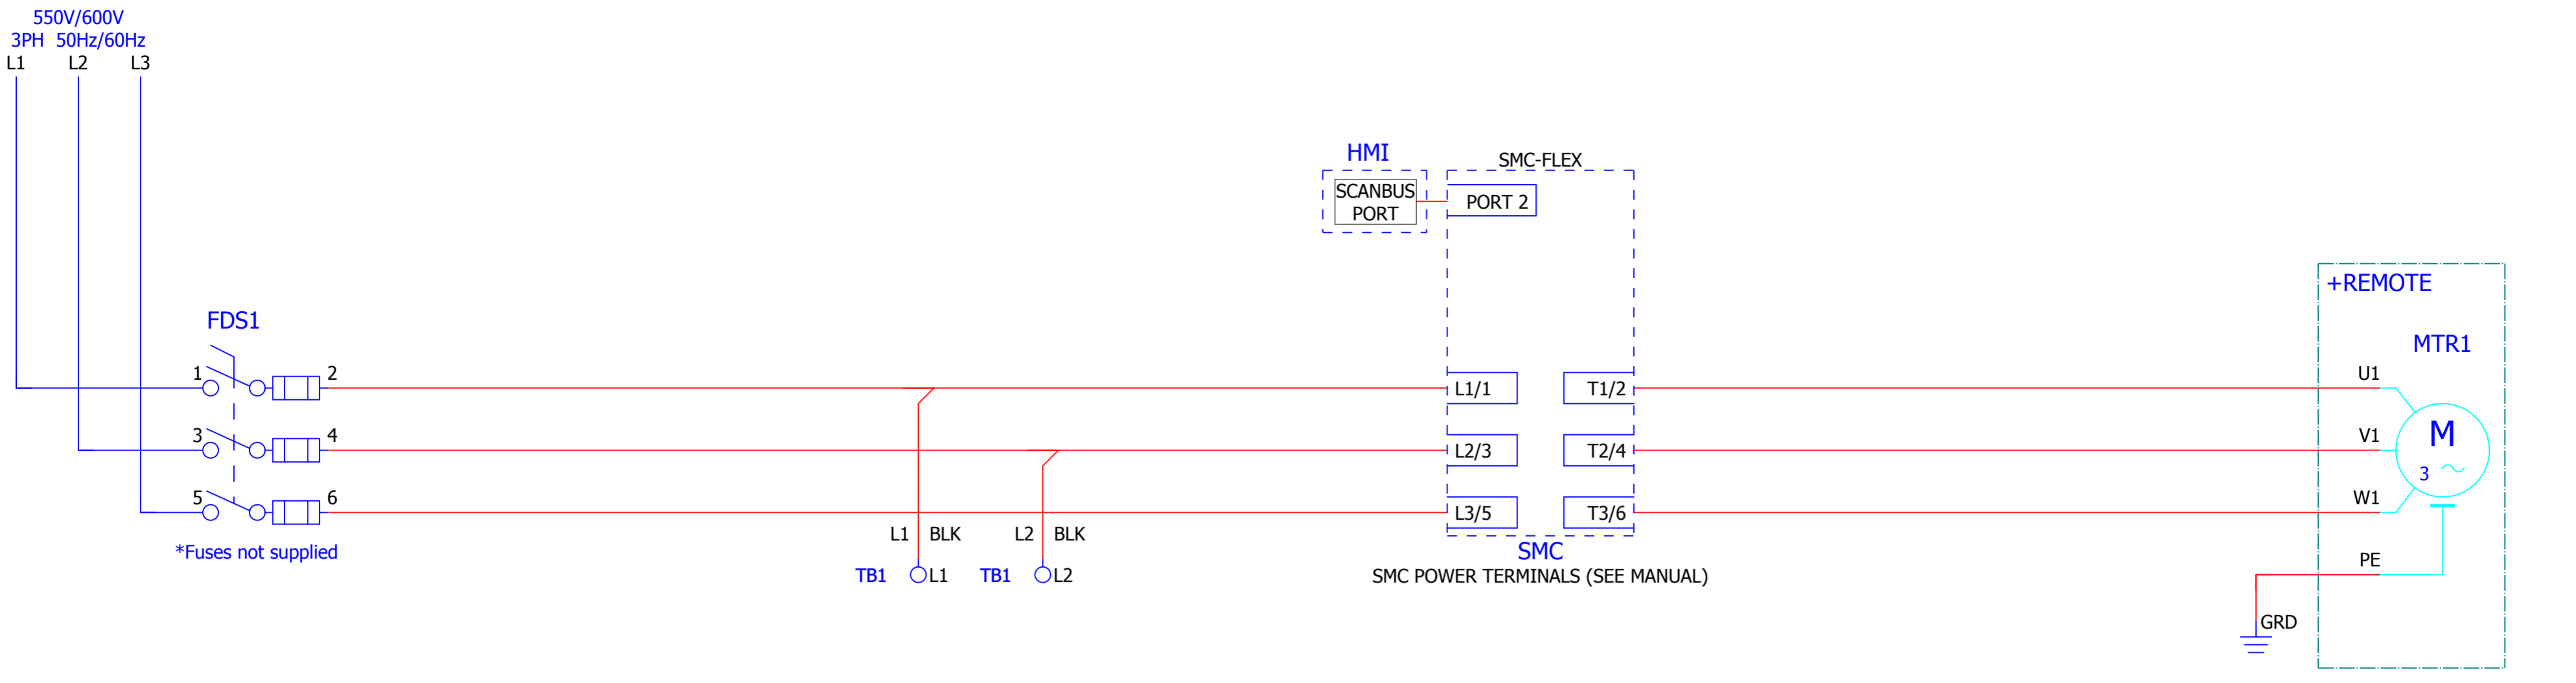 550V/600V
3PH 50Hz/60Hz
L1 L2 L3
HMI
SCANBUS
PORT
SMC-FLEX
PORT 2
+REMOTE
MTR1
FDS1
1 2
3 4
5 6
*Fuses not supplied
L1 BLK
TB1 L1
L2 BLK
TB1 L2
L1/1 T1/2
L2/3 T2/4
L3/5 T3/6
SMC
SMC POWER TERMINALS (SEE MANUAL)
U1
V1
W1
M
3 ~
PE
GRD